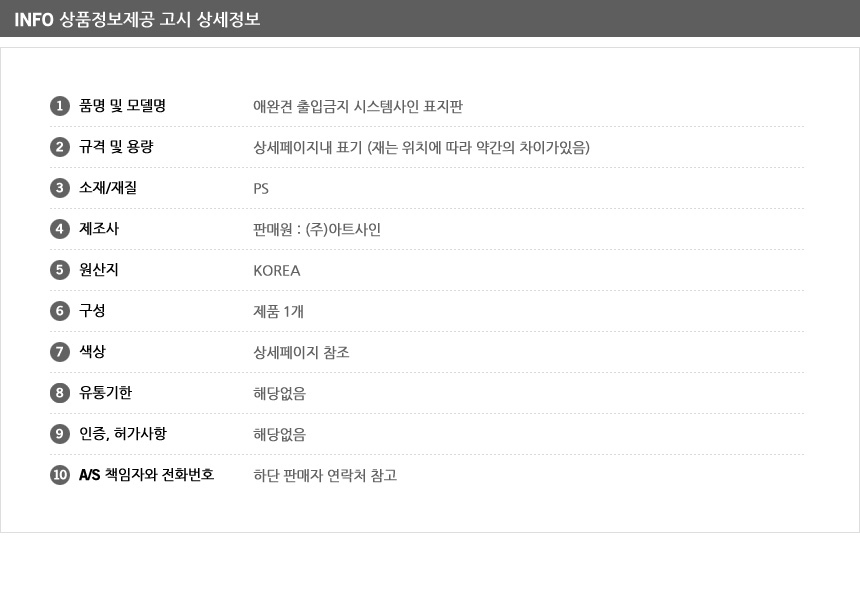 INFO 상품정보제공 고시 상세정보
1 품명 및 모델명 애완견 출입금지 시스템사인 표지판
2 규격 및 용량 상세페이지내 표기 (재는 위치에 따라 약간의 차이가있음)
3 소재/재질 PS
4 제조사 판매원 : (주)아트사인
5 원산지 KOREA
6 구성 제품 1개
7 색상 상세페이지 참조
8 유통기한 해당없음
9 인증, 허가사항 해당없음
10 A/S 책임자와 전화번호 하단 판매자 연락처 참고